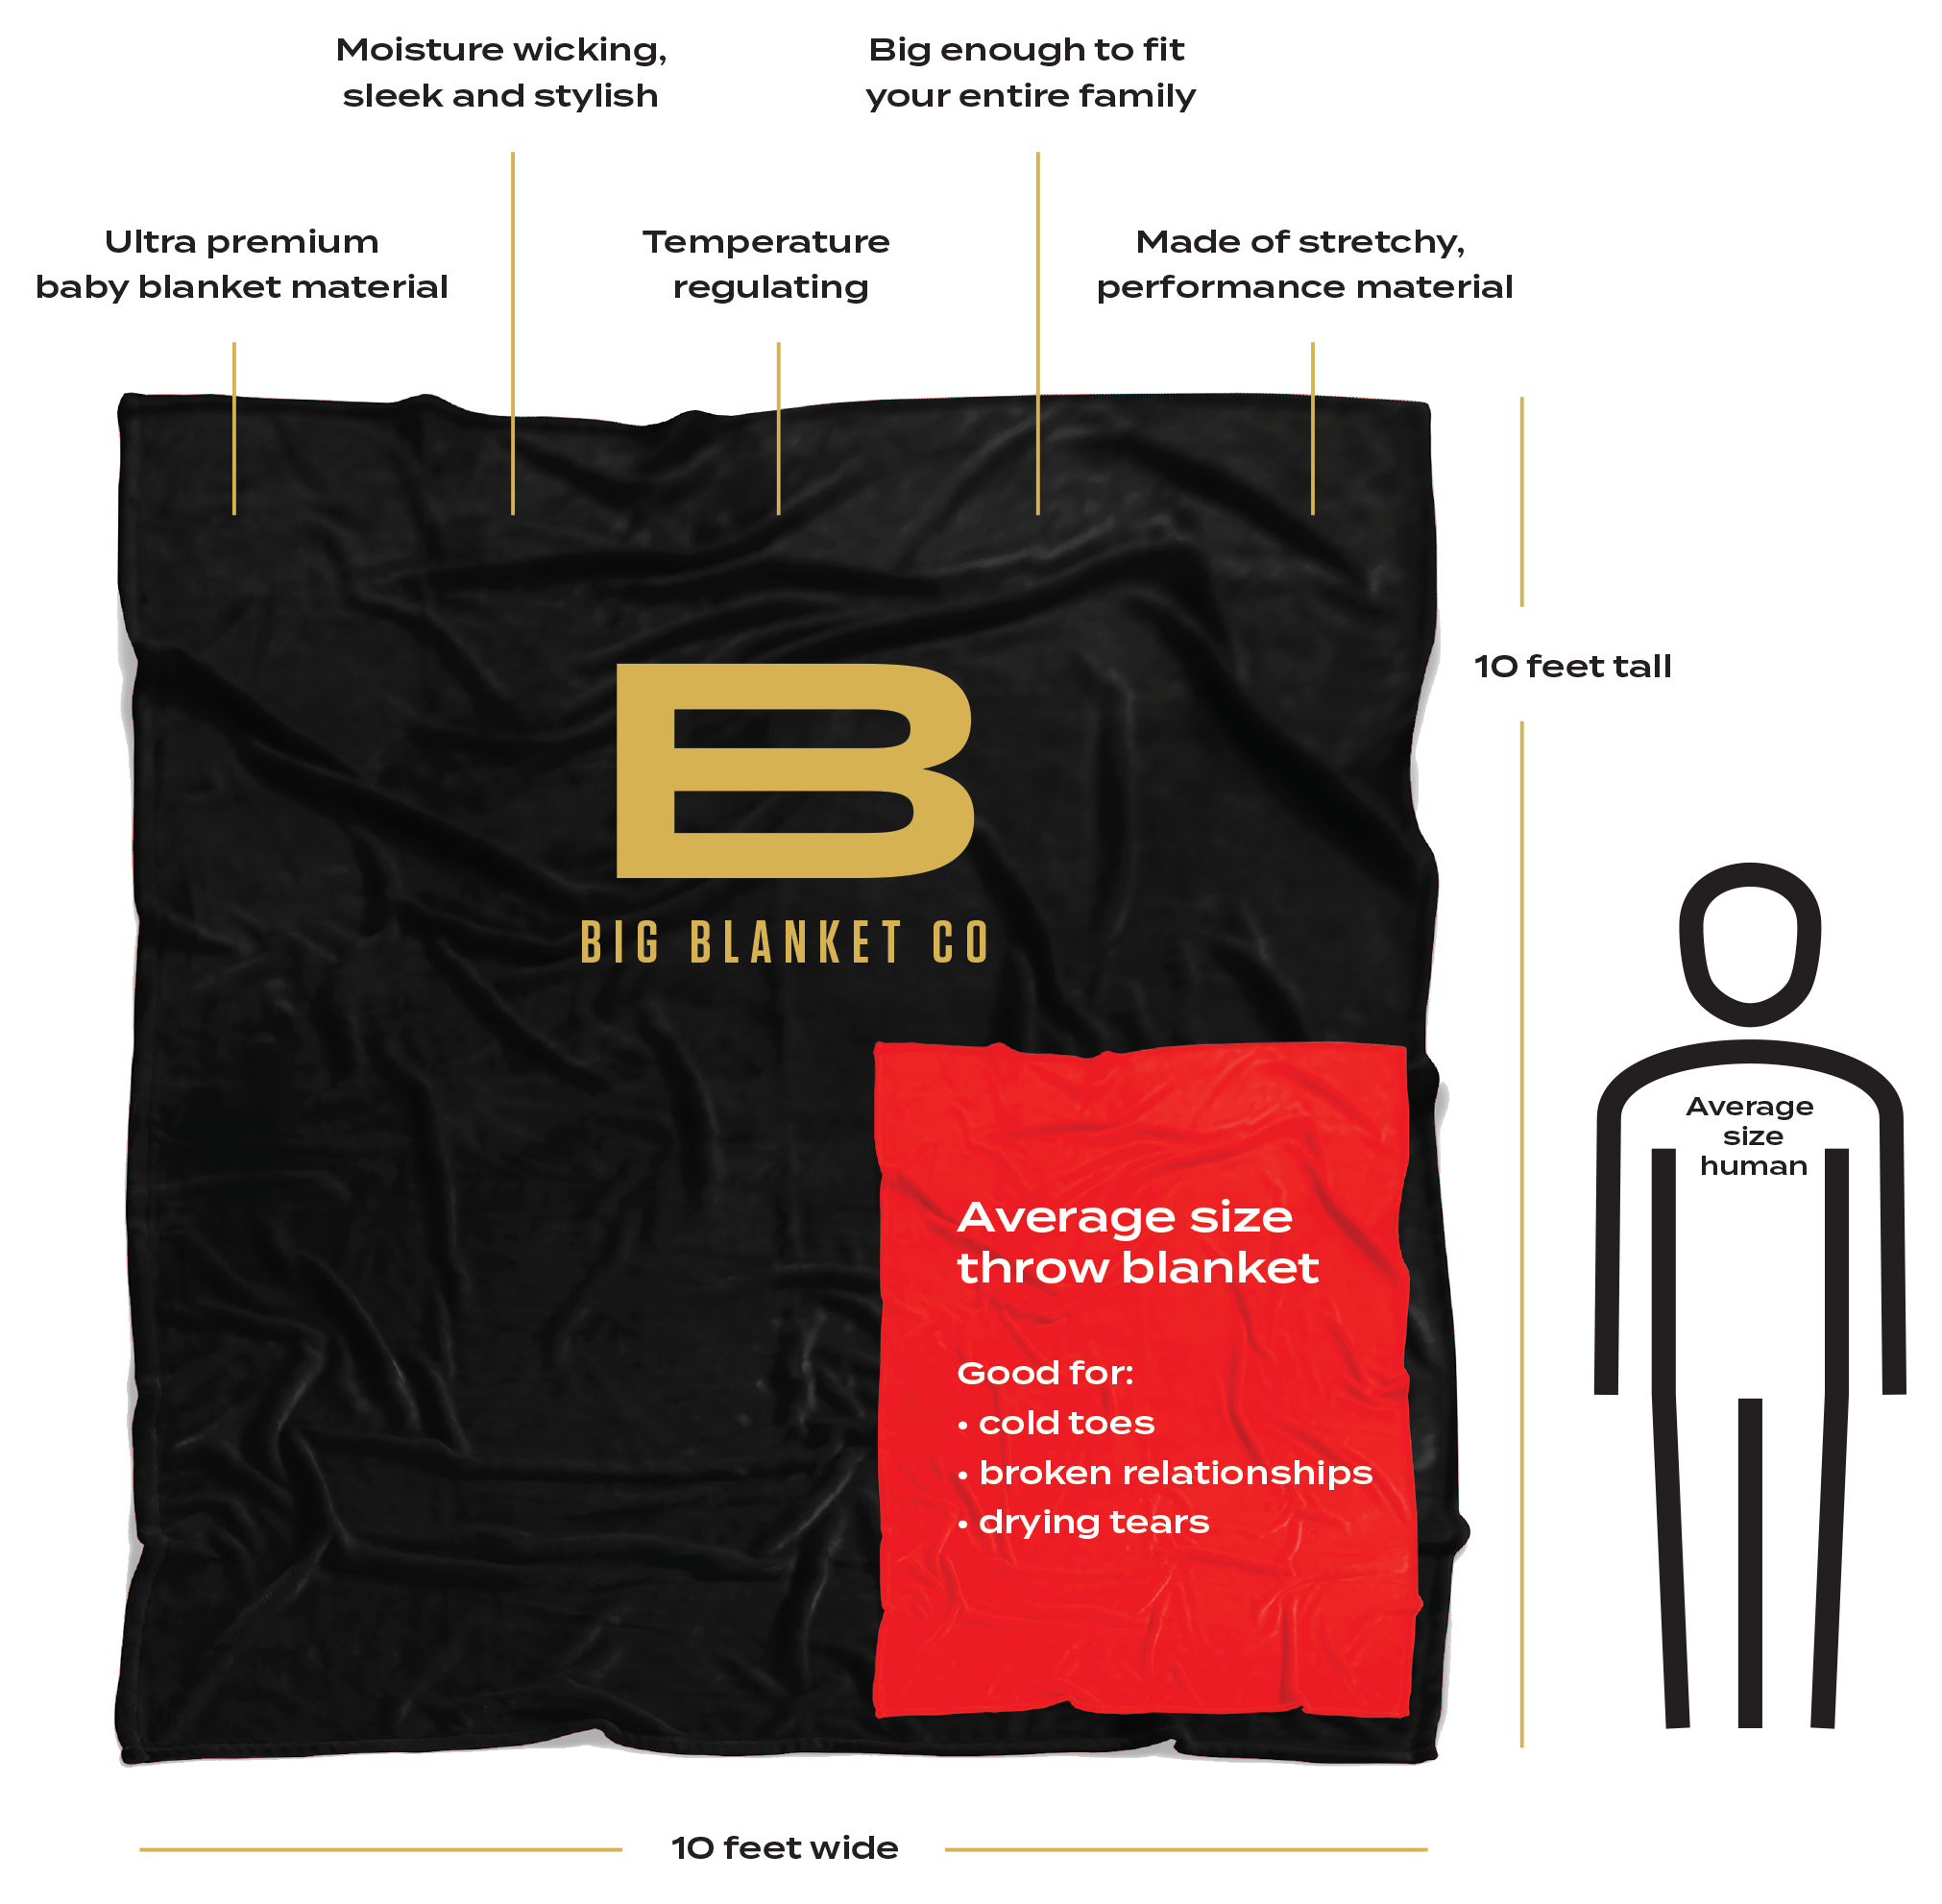 Moisture wicking,
sleek and stylish
Big enough to fit
your entire family
Ultra premium
baby blanket material
Temperature
regulating
Made of stretchy,
performance material
10 feet tall
B
BIG BLANKET CO
Average
size
human
Average size
throw blanket
Good for:
• cold toes
• broken relationships
• drying tears
10 feet wide